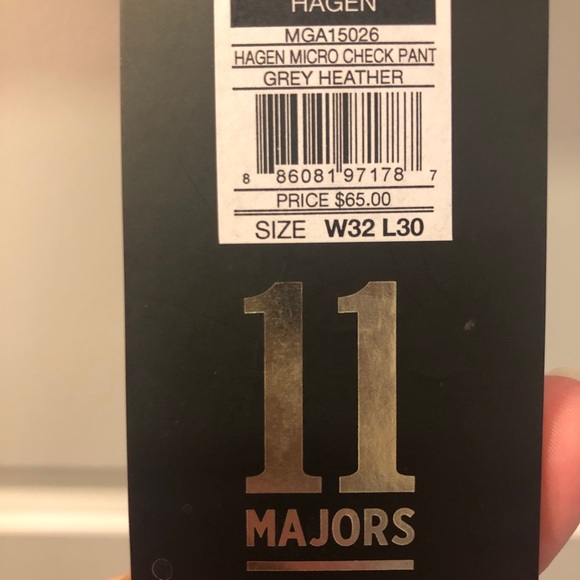 HAGEN
MGA15026
HAGEN MICRO CHECK PANT
GREY HEATHER
8 86081 97178 7
PRICE $65.00
SIZE W32 L30
11
MAJORS